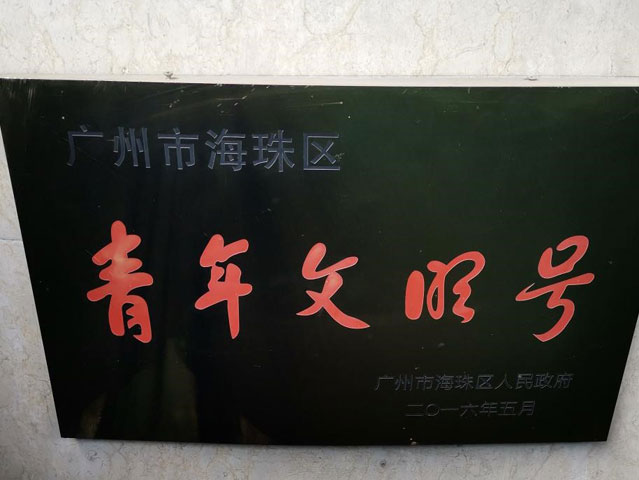 广州市海珠区
青年文明号
广州市海珠区人民政府
二〇一六年五月